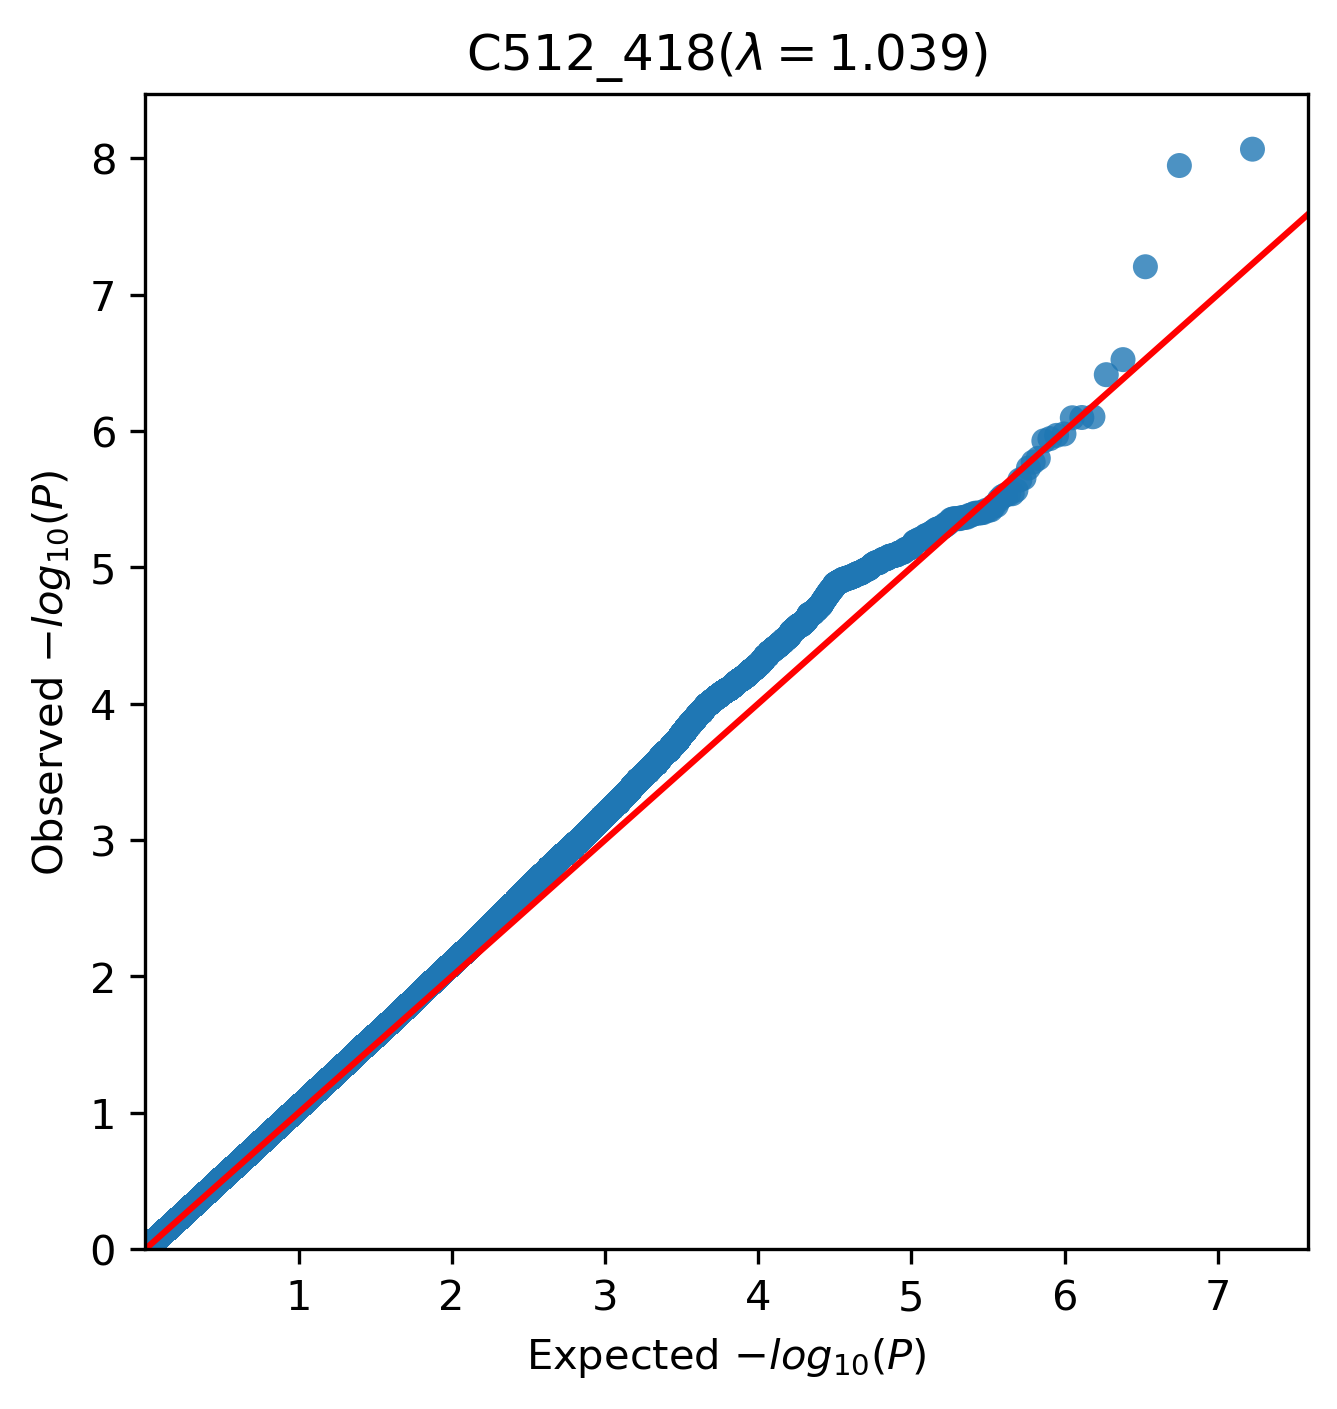 C512_418(λ = 1.039)
8
7
6
5
4
3
2
1
0
Observed −log₁₀(P)
1 2 3 4 5 6 7
Expected −log₁₀(P)